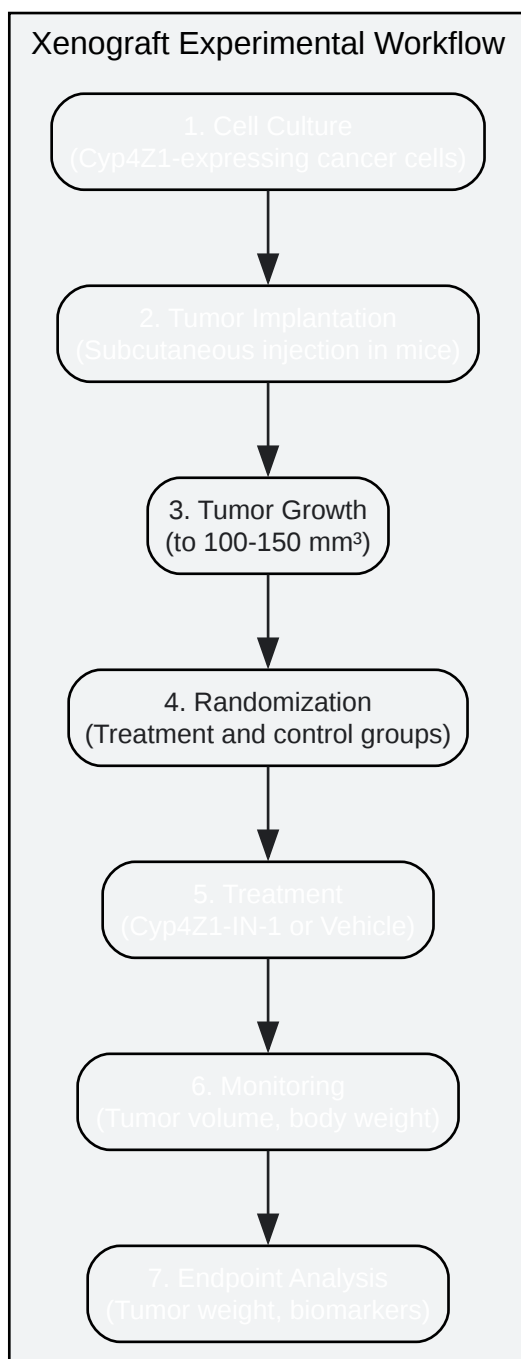 Xenograft Experimental Workflow
1. Cell Culture
(Cyp4Z1-expressing cancer cells)
2. Tumor Implantation
(Subcutaneous injection in mice)
3. Tumor Growth
(to 100-150 mm³)
4. Randomization
(Treatment and control groups)
5. Treatment
(Cyp4Z1-IN-1 or Vehicle)
6. Monitoring
(Tumor volume, body weight)
7. Endpoint Analysis
(Tumor weight, biomarkers)